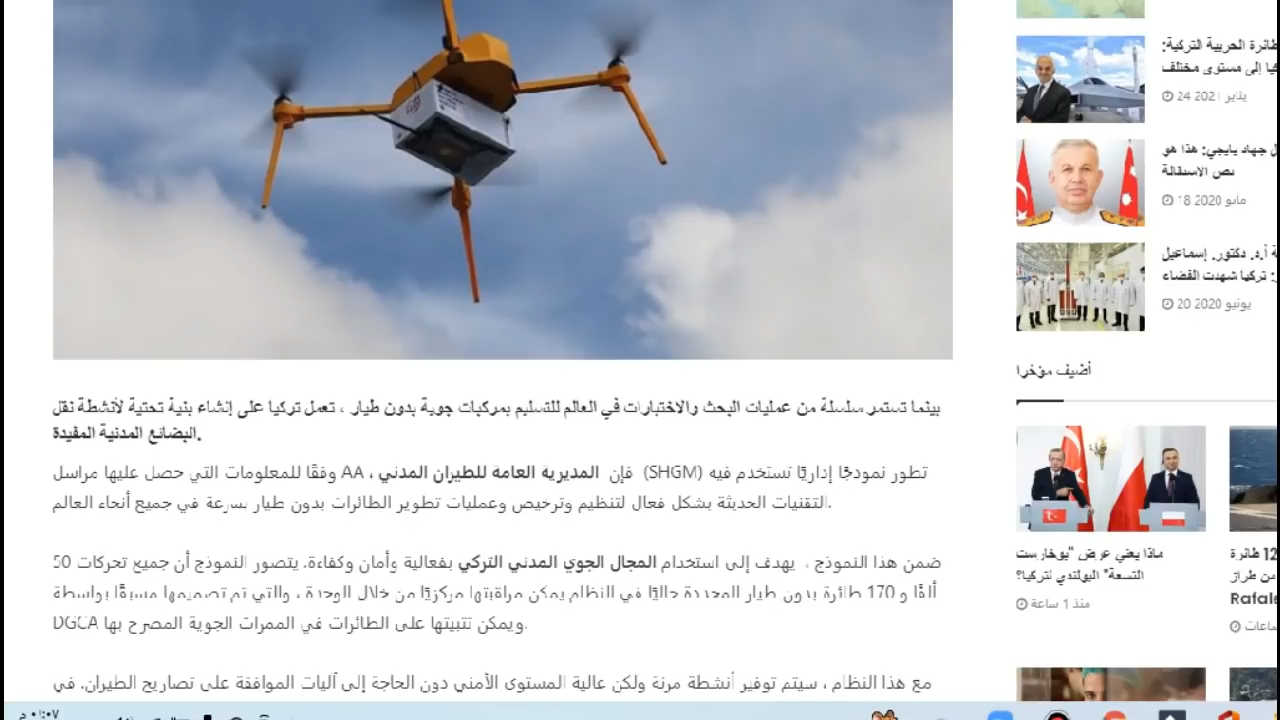 بينما تستمر سلسلة من عمليات البحث والاختبارات في العالم للتسليم بمركبات جوية بدون طيار ، تعمل تركيا على إنشاء بنية تحتية لأنشطة نقل
البضائع المدنية المقيدة.
تطور نموذجًا إداريًا تستخدم فيه (SHGM) فإن المديرية العامة للطيران المدني ، AA وفقًا للمعلومات التي حصل عليها مراسل
التقنيات الحديثة بشكل فعال لتنظيم وترخيص وعمليات تطوير الطائرات بدون طيار بسرعة في جميع أنحاء العالم.
ضمن هذا النموذج ، يهدف إلى استخدام المجال الجوي المدني التركي بفعالية وأمان وكفاءة. يتصور النموذج أن جميع تحركات 50
ألفًا و 170 طائرة بدون طيار المحددة حاليًا في النظام يمكن مراقبتها مركزيًا من خلال الوحدة ، والتي تم تصميمها مسبقًا بواسطة
DGCA ويمكن تثبيتها على الطائرات في الممرات الجوية المصرح بها.
مع هذا النظام ، سيتم توفير أنشطة مرنة ولكن عالية المستوى الأمني دون الحاجة إلى آليات الموافقة على تصاريح الطيران. في
الحربية التركية:
إلى مستوى مختلف
يناير 2021 24
جهاد يايجي: هذا هو
نص الاستقالة
مايو 2020 18
أ.د. دكتور. إسماعيل
تركيا شهدت القضاء
يونيو 2020 20
أضيف مؤخرا
ماذا يعني عرض "بوخارست
التسعة" البولندي لتركيا؟
منذ 1 ساعة
12 طائرة
من طراز